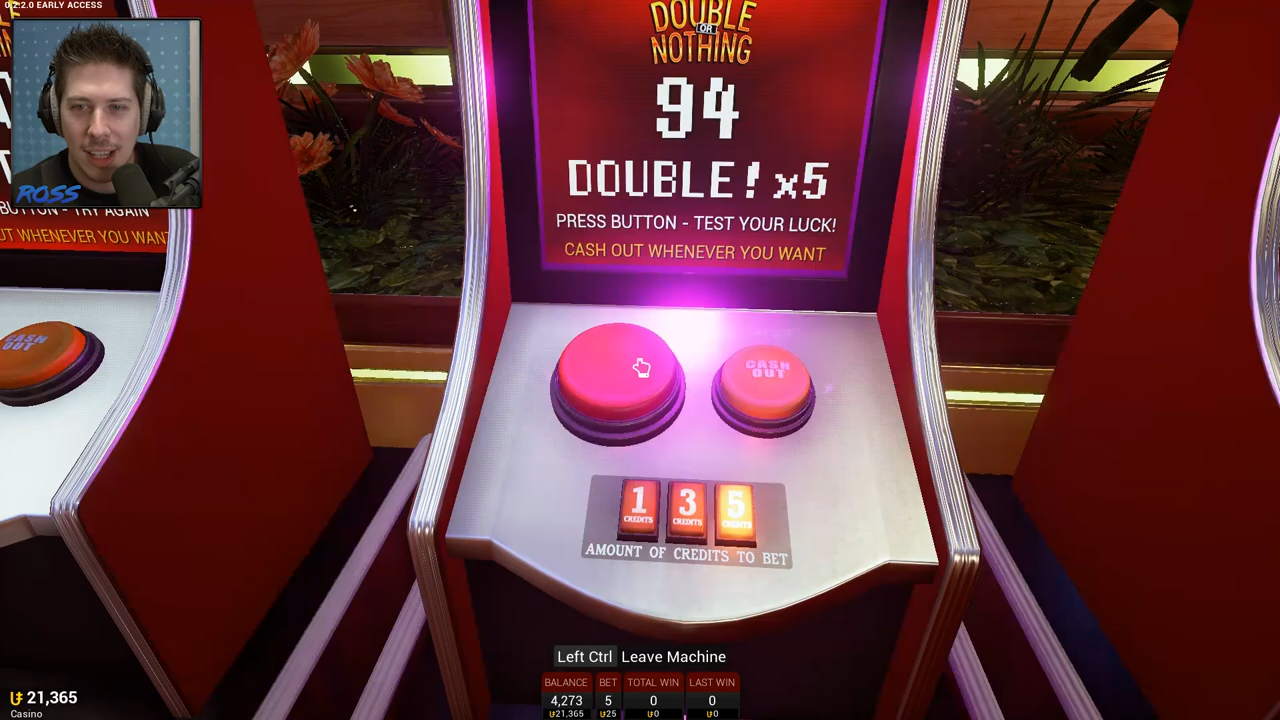 0.2.2.0 EARLY ACCESS
ROSS
BUTTON - TRY AGAIN
UT WHENEVER YOU WANT
CASH
OUT
DOUBLE
OR
NOTHING
94
DOUBLE! x5
PRESS BUTTON - TEST YOUR LUCK!
CASH OUT WHENEVER YOU WANT
CASH
OUT
1 3 5
CREDITS CREDITS CREDITS
AMOUNT OF CREDITS TO BET
Left Ctrl Leave Machine
BALANCE BET TOTAL WIN LAST WIN
4,273 5 0 0
21,365 25 0 0
21,365
Casino